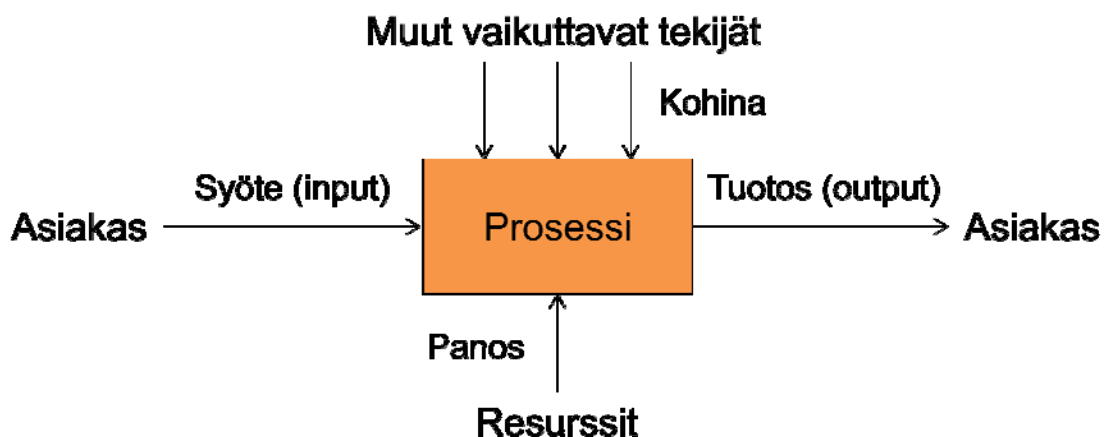 Muut vaikuttavat tekijät
Kohina
Syöte (input)
Tuotos (output)
Asiakas
Prosessi
Asiakas
Panos
Resurssit